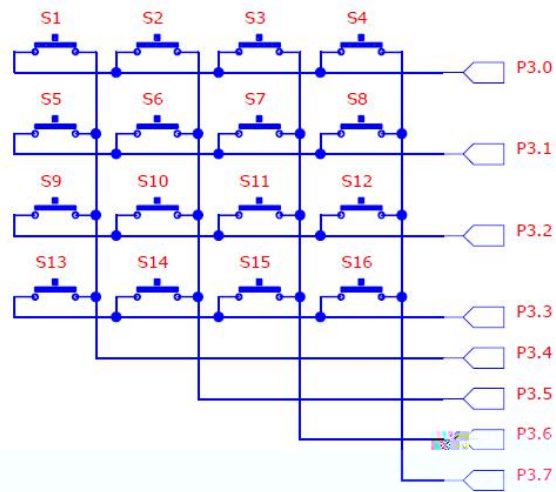 S1 S2 S3 S4
P3.0
S5 S6 S7 S8
P3.1
S9 S10 S11 S12
P3.2
S13 S14 S15 S16
P3.3
P3.4
P3.5
P3.6
P3.7